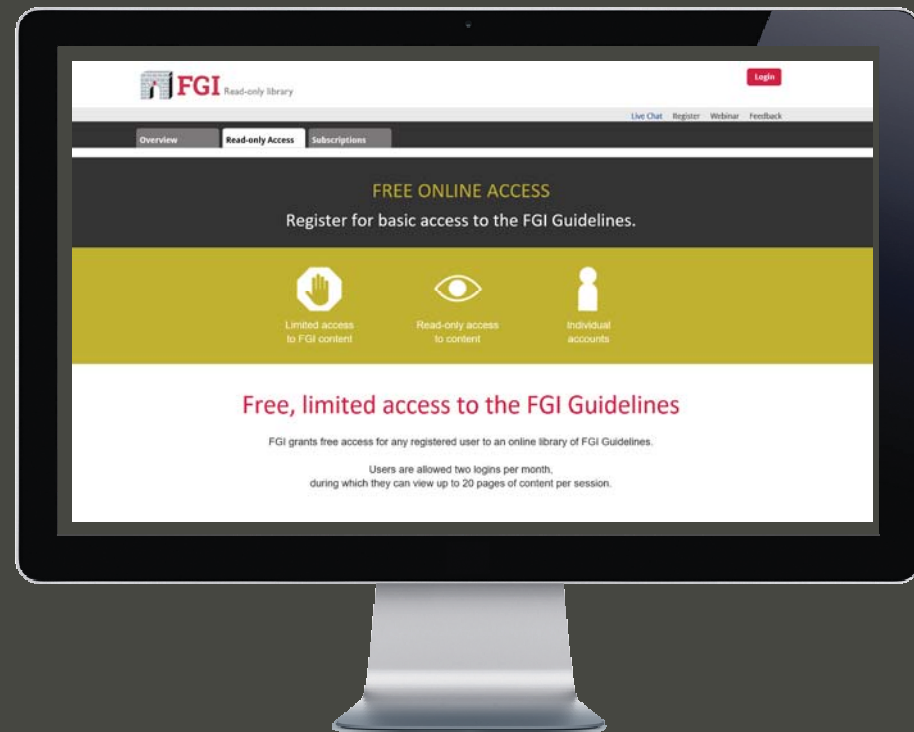 FGI Read-only library
Login
Live Chat Register Webinar Feedback
Overview Read-only Access Subscriptions
FREE ONLINE ACCESS
Register for basic access to the FGI Guidelines.
Limited access
to FGI content
Read-only access
to content
Individual
accounts
Free, limited access to the FGI Guidelines
FGI grants free access for any registered user to an online library of FGI Guidelines.
Users are allowed two logins per month,
during which they can view up to 20 pages of content per session.